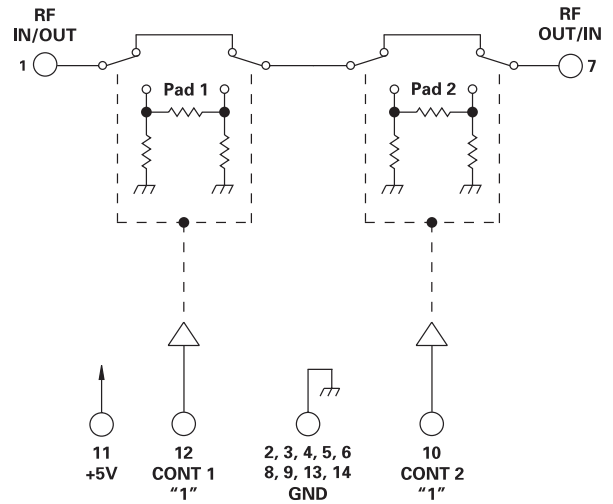 RF
IN/OUT
1
RF
OUT/IN
7
Pad 1
Pad 2
11
+5V
12
CONT 1
“1”
2, 3, 4, 5, 6
8, 9, 13, 14
GND
10
CONT 2
“1”